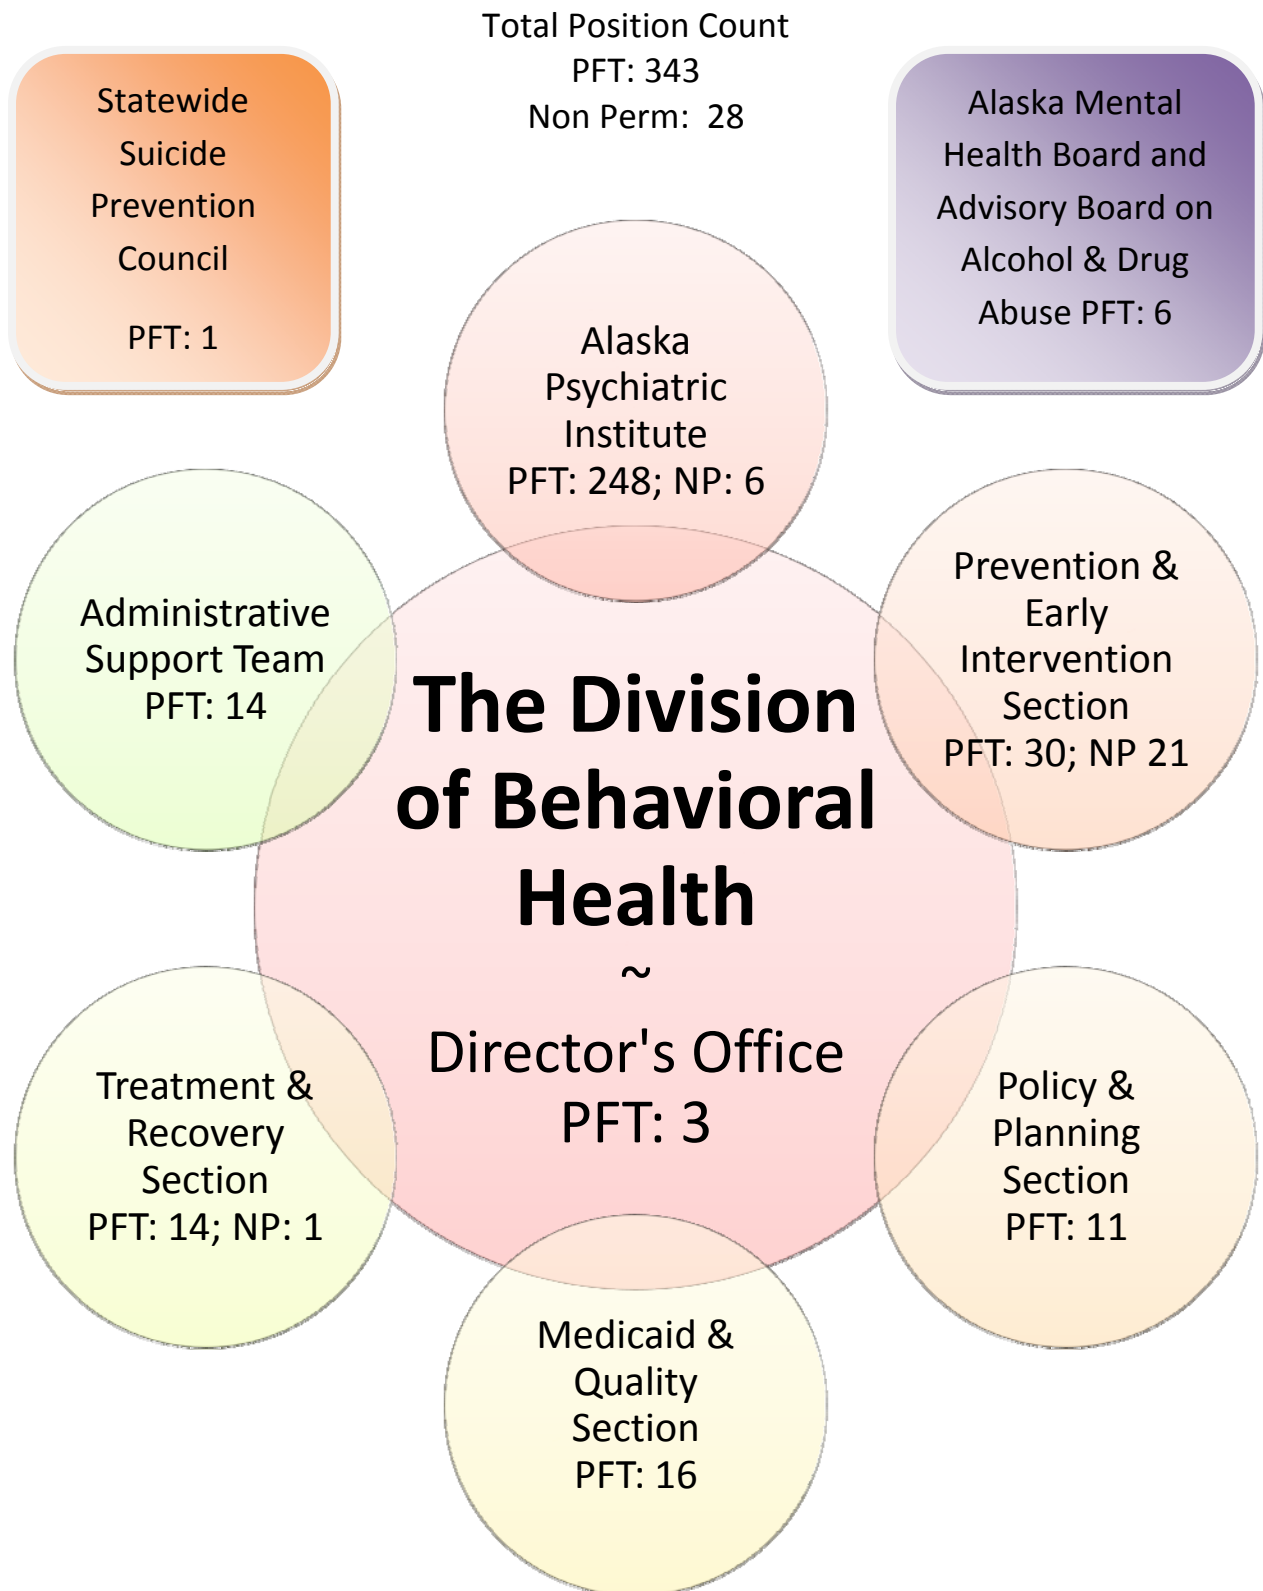 Total Position Count
PFT: 343
Non Perm:  28
Statewide
Suicide
Prevention
Council
PFT: 1
Alaska Mental
Health Board and
Advisory Board on
Alcohol & Drug
Abuse PFT: 6
Alaska
Psychiatric
Institute
PFT: 248; NP: 6
Administrative
Support Team
PFT: 14
Prevention &
Early
Intervention
Section
PFT: 30; NP 21
The Division
of Behavioral
Health
~
Director's Office
PFT: 3
Treatment &
Recovery
Section
PFT: 14; NP: 1
Policy &
Planning
Section
PFT: 11
Medicaid &
Quality
Section
PFT: 16